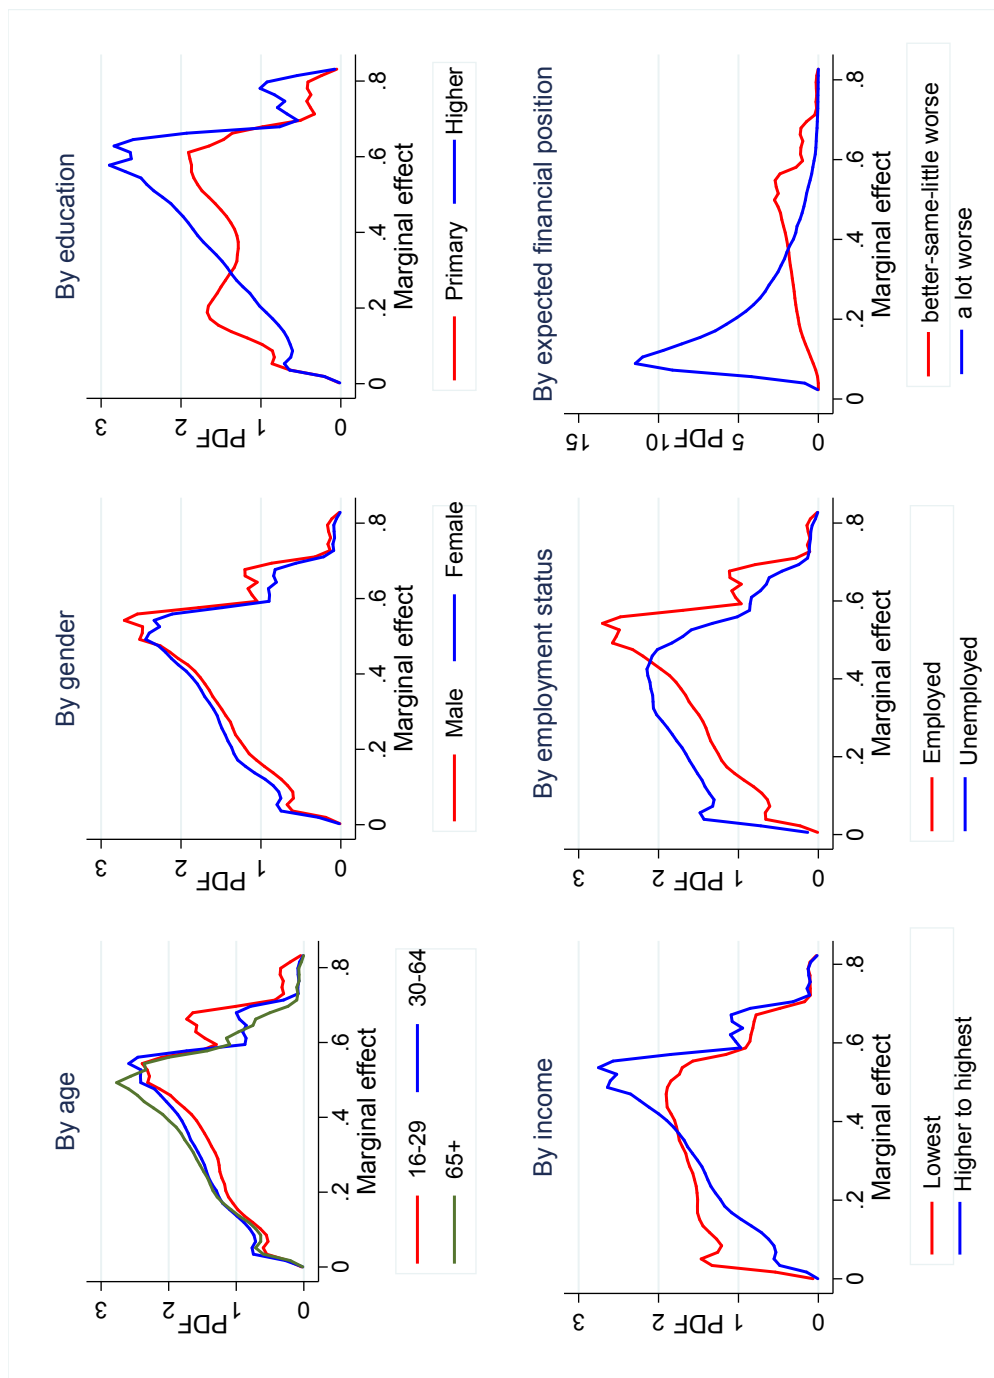 By age
PDF
0 1 2 3
0 .2 .4 .6 .8
Marginal effect
16-29 30-64
65+
By gender
PDF
0 1 2 3
0 .2 .4 .6 .8
Marginal effect
Male Female
By education
PDF
0 1 2 3
0 .2 .4 .6 .8
Marginal effect
Primary Higher
By income
PDF
0 1 2 3
0 .2 .4 .6 .8
Marginal effect
Lowest
Higher to highest
By employment status
PDF
0 1 2 3
0 .2 .4 .6 .8
Marginal effect
Employed
Unemployed
By expected financial position
PDF
0 5 10 15
0 .2 .4 .6 .8
Marginal effect
better-same-little worse
a lot worse